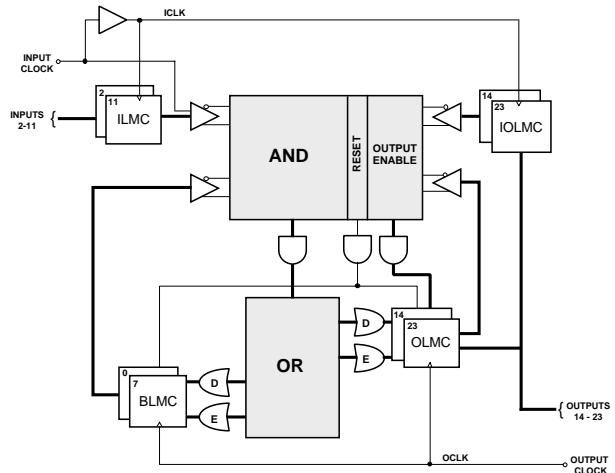 ICLK
INPUT
CLOCK
2
11
ILMC
INPUTS
2-11
{
AND
RESET
OUTPUT
ENABLE
14
23
IOLMC
D
E
14
23
OLMC
OR
0
7
BLMC
D
E
{
OUTPUTS
14 - 23
OCLK
OUTPUT
CLOCK